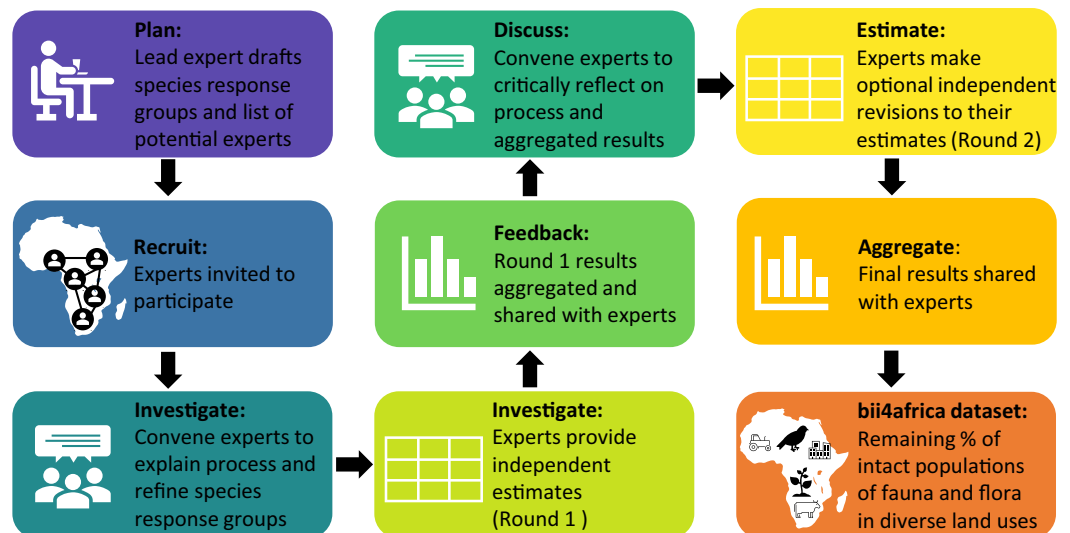 Plan:
Lead expert drafts
species response
groups and list of
potential experts
Recruit:
Experts invited to
participate
Investigate:
Convene experts to
explain process and
refine species
response groups
Investigate:
Experts provide
independent
estimates
(Round 1 )
Feedback:
Round 1 results
aggregated and
shared with experts
Discuss:
Convene experts to
critically reflect on
process and
aggregated results
Estimate:
Experts make
optional independent
revisions to their
estimates (Round 2)
Aggregate:
Final results shared
with experts
bii4africa dataset:
Remaining % of
intact populations
of fauna and flora
in diverse land uses